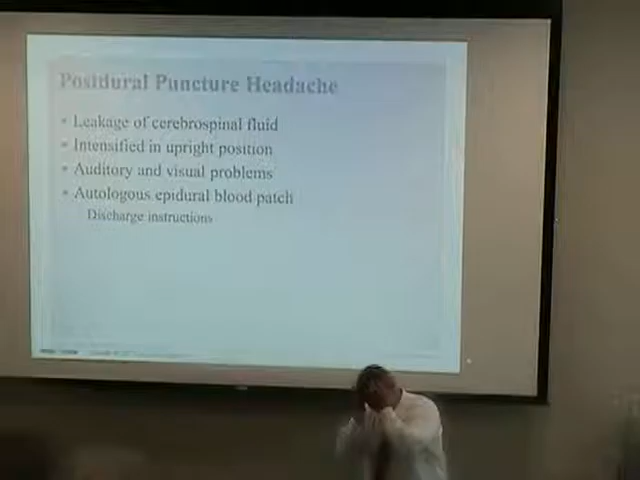 Postdural Puncture Headache
Leakage of cerebrospinal fluid
Intensified in upright position
Auditory and visual problems
Autologous epidural blood patch
Discharge instructions